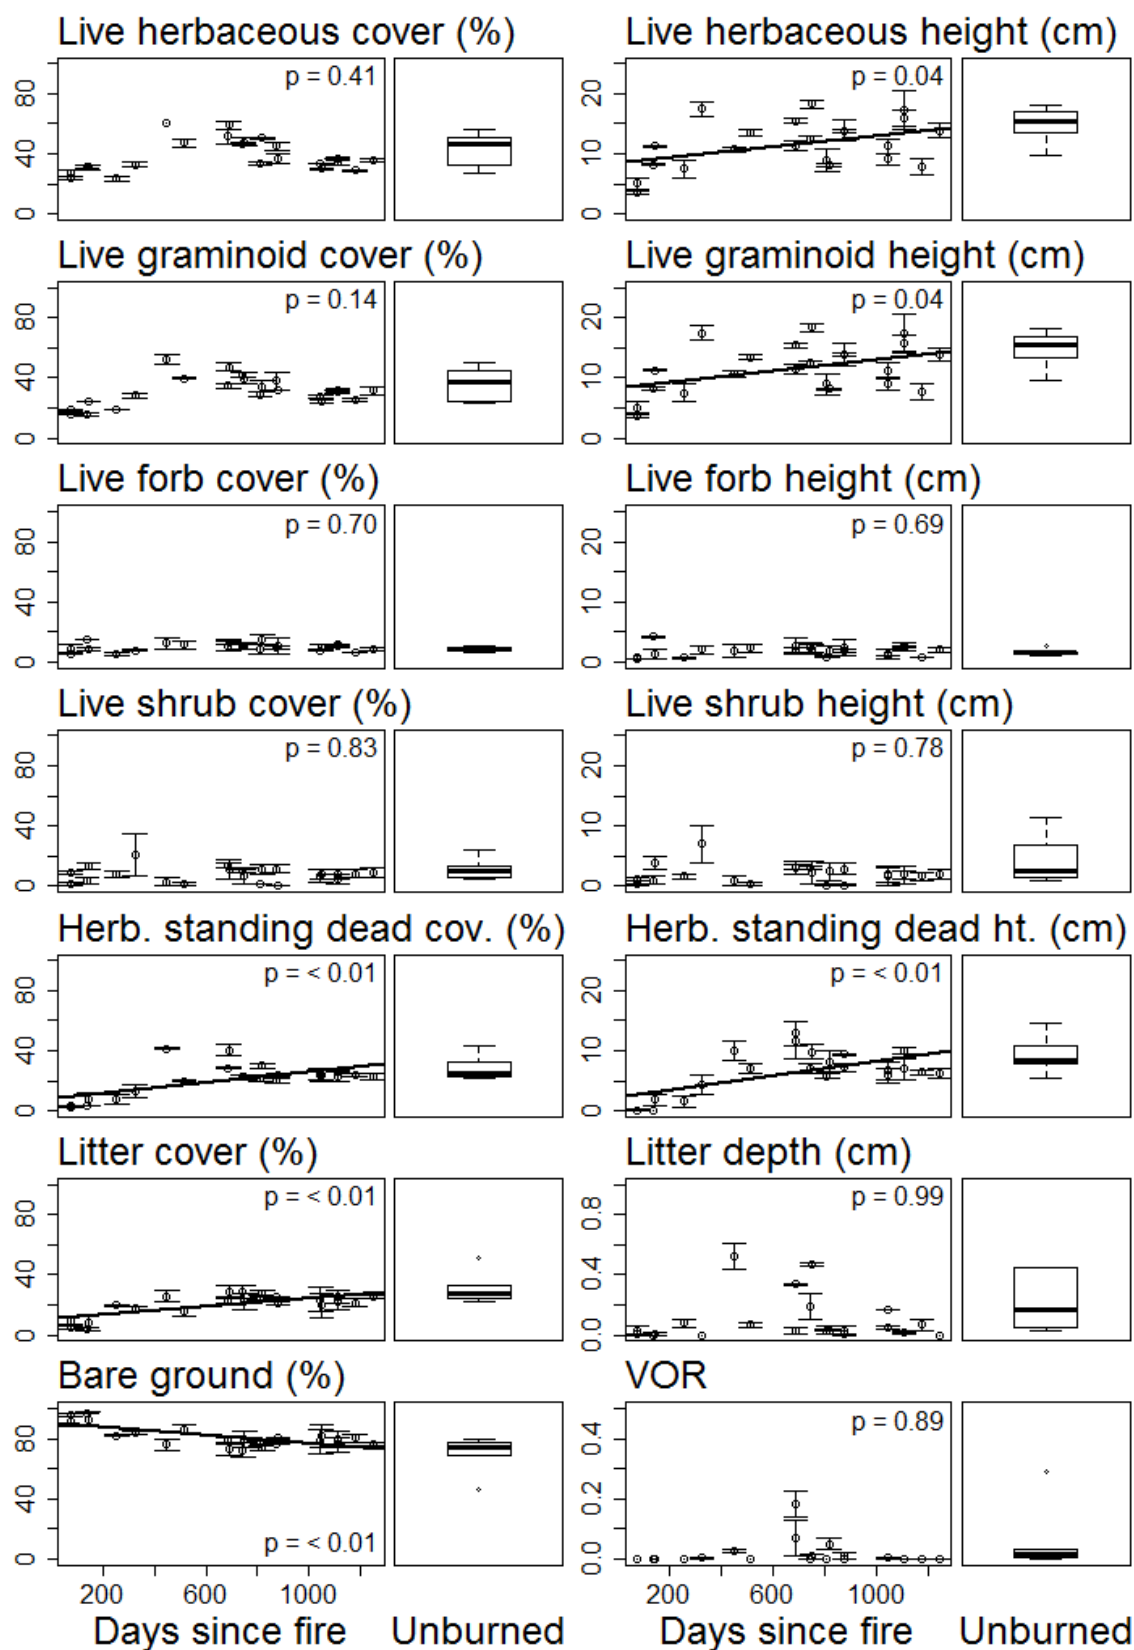 Live herbaceous cover (%) Live herbaceous height (cm)
80 40 0 p = 0.41 20 10 0 p = 0.04
Live graminoid cover (%) Live graminoid height (cm)
80 40 0 p = 0.14 20 10 0 p = 0.04
Live forb cover (%) Live forb height (cm)
80 40 0 p = 0.70 20 10 0 p = 0.69
Live shrub cover (%) Live shrub height (cm)
80 40 0 p = 0.83 20 10 0 p = 0.78
Herb. standing dead cov. (%) Herb. standing dead ht. (cm)
80 40 0 p = < 0.01 20 10 0 p = < 0.01
Litter cover (%) Litter depth (cm)
80 40 0 p = < 0.01 0.8 0.4 0.0 p = 0.99
Bare ground (%) VOR
80 40 0 p = < 0.01 0.4 0.2 0.0 p = 0.89
200 600 1000 200 600 1000
Days since fire Unburned Days since fire Unburned